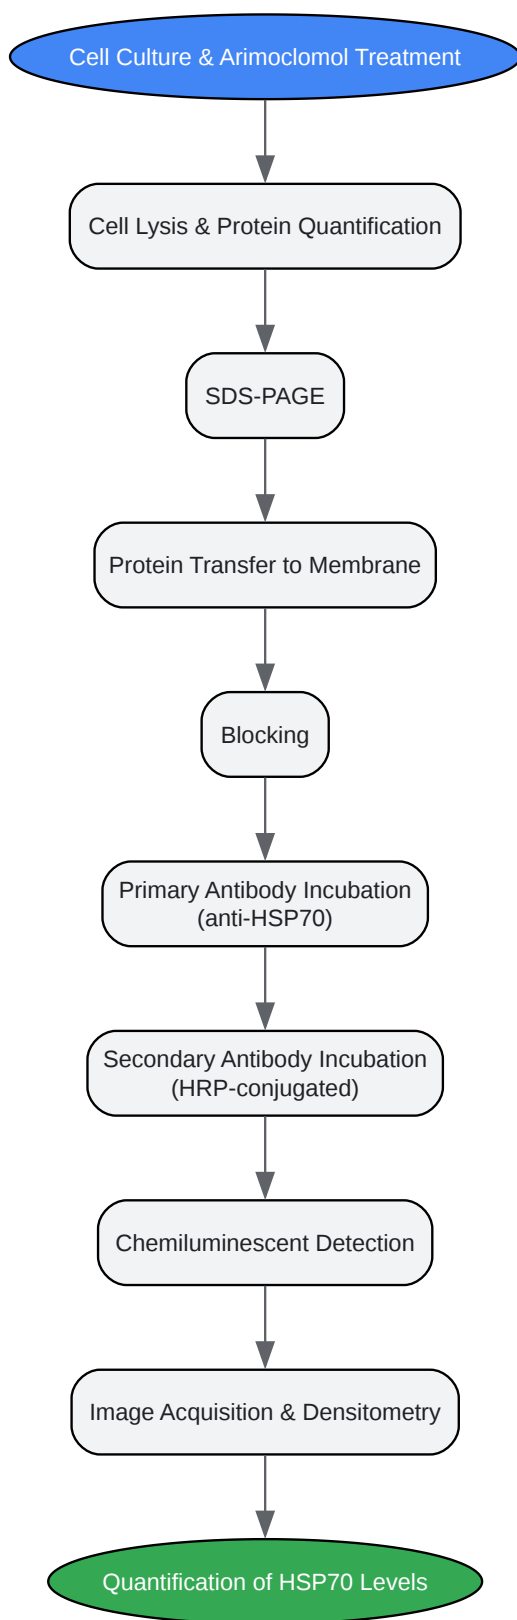 Cell Culture & Arimoclomol Treatment
Cell Lysis & Protein Quantification
SDS-PAGE
Protein Transfer to Membrane
Blocking
Primary Antibody Incubation
(anti-HSP70)
Secondary Antibody Incubation
(HRP-conjugated)
Chemiluminescent Detection
Image Acquisition & Densitometry
Quantification of HSP70 Levels